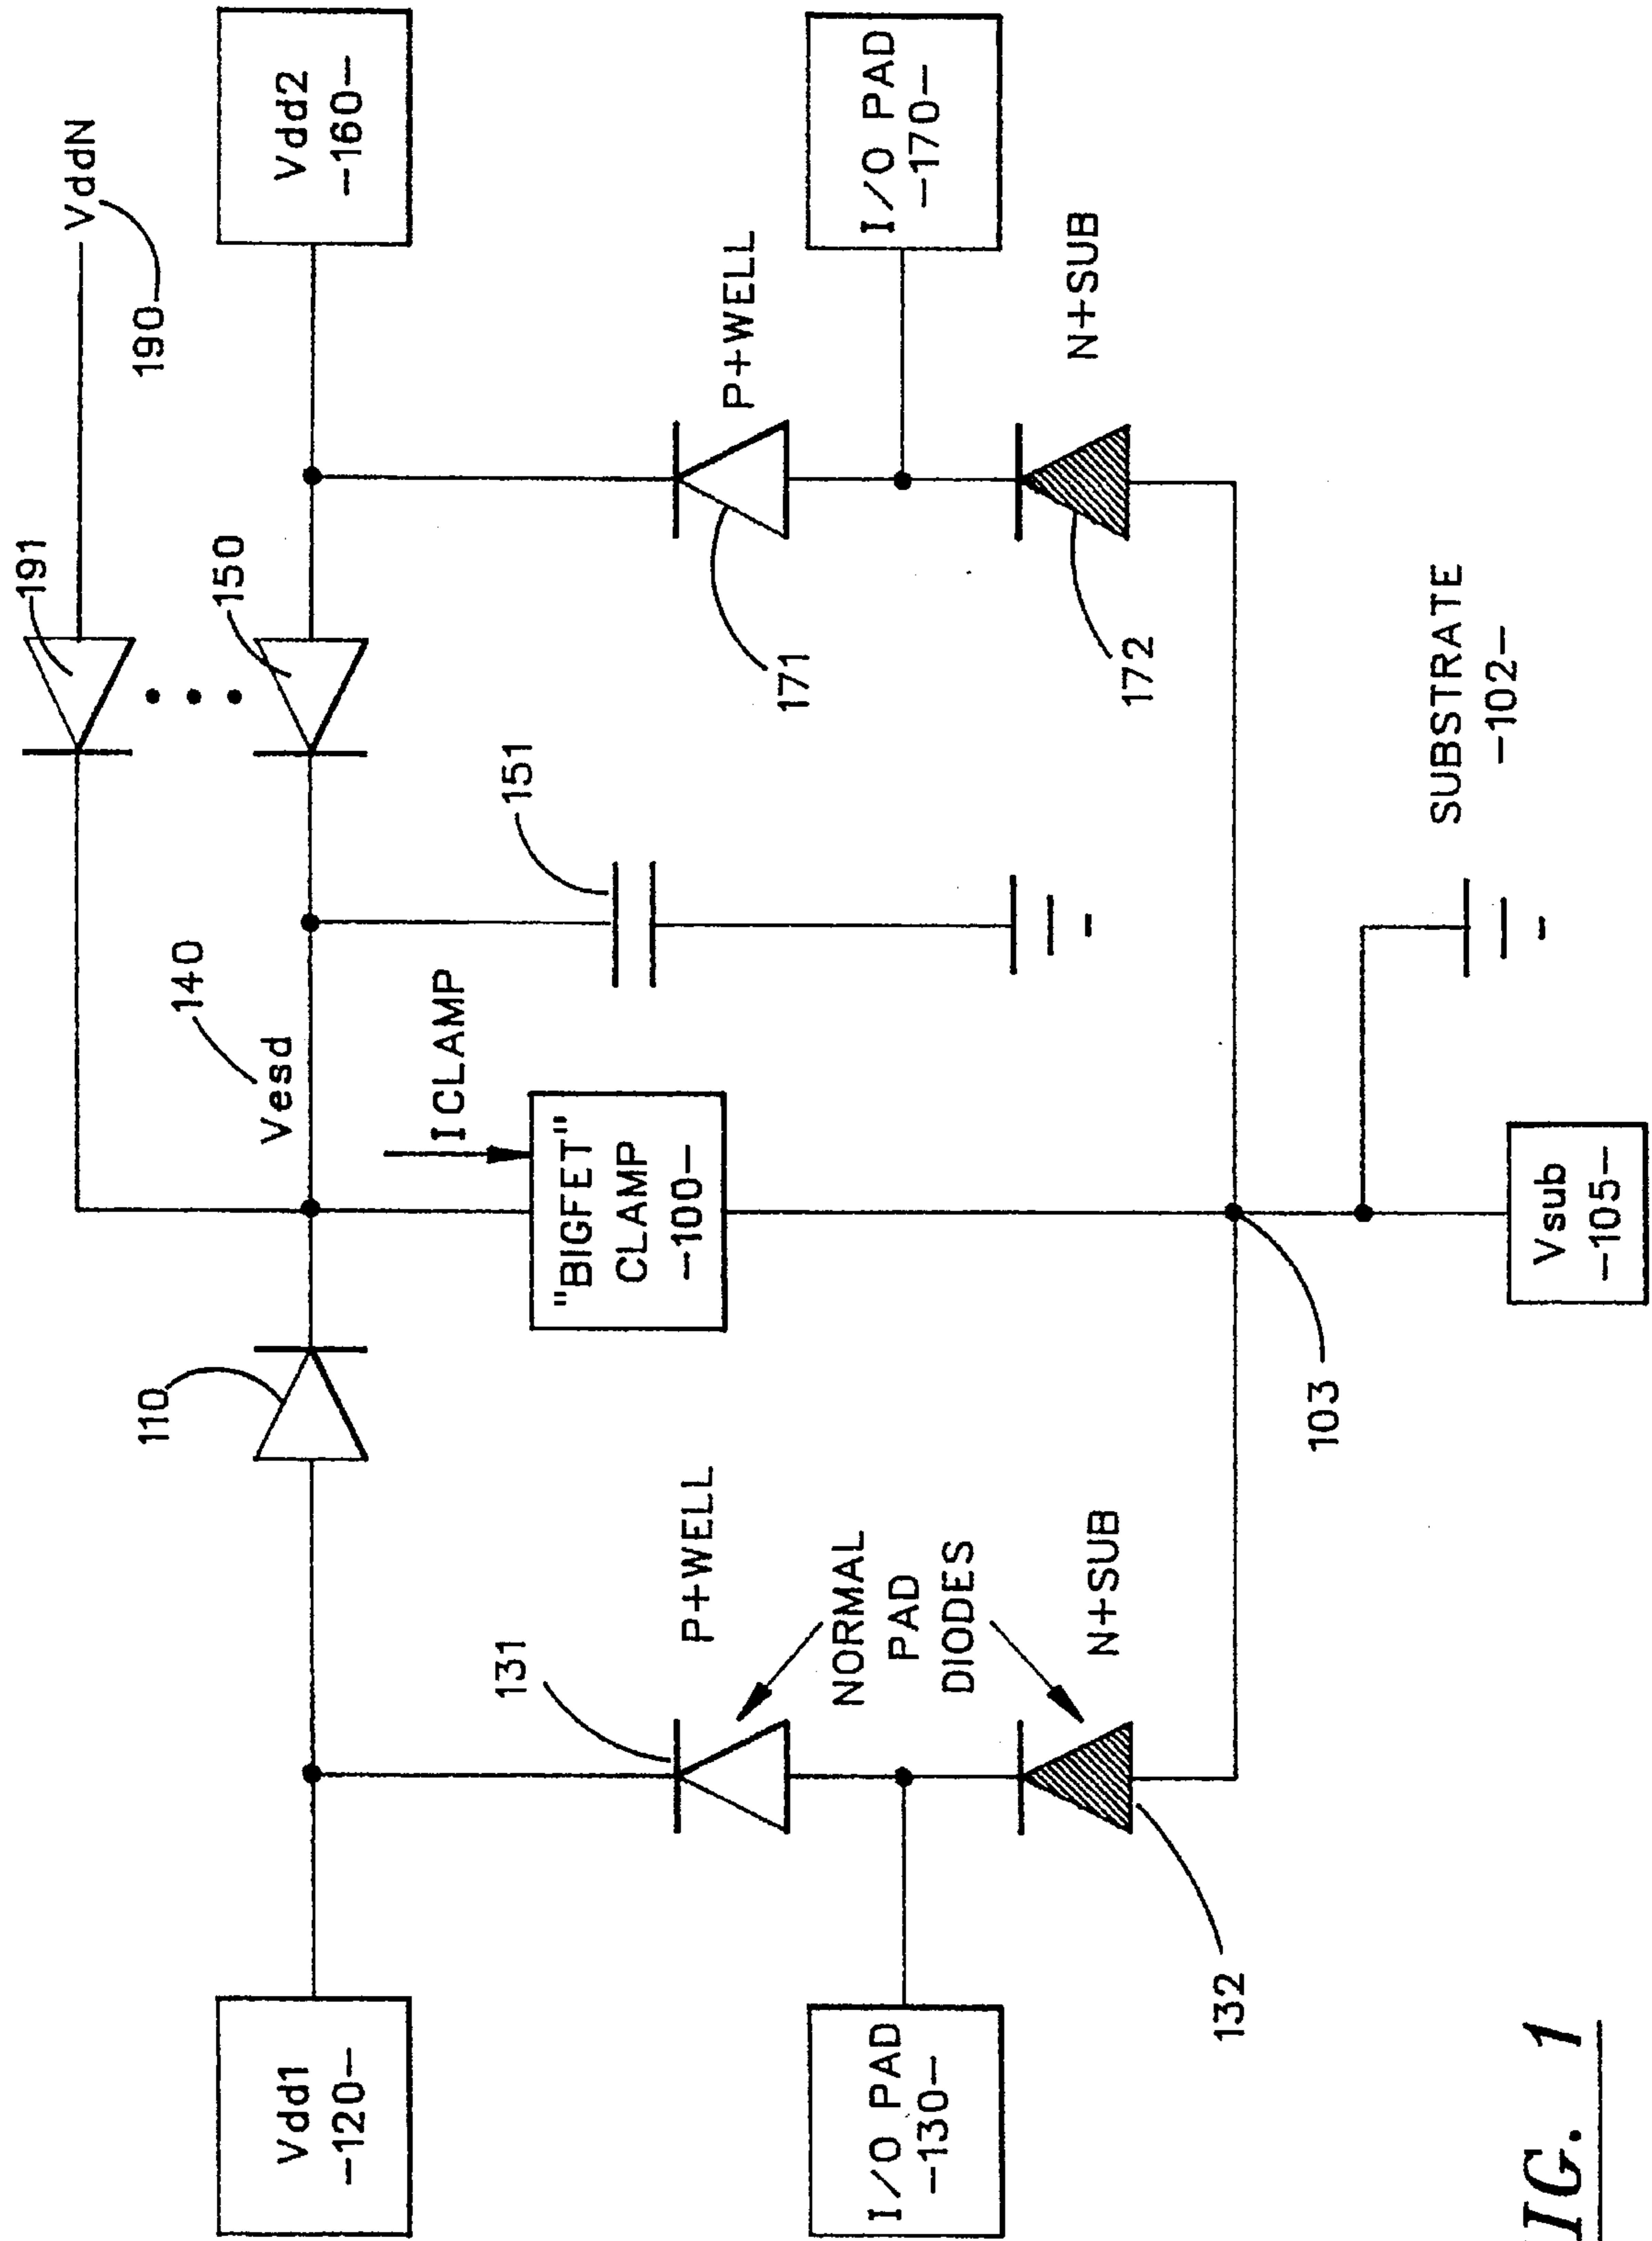 VddN
190
191
Vdd1
-120-
110
Vesd
140
150
Vdd2
-160-
ICLAMP
151
"BIGFET"
CLAMP
-100-
131
P+WELL
P+WELL
171
NORMAL
PAD
DIODES
I/O PAD
-130-
I/O PAD
-170-
N+SUB
N+SUB
132
172
103
SUBSTRATE
-102-
Vsub
-105-
IG. 1